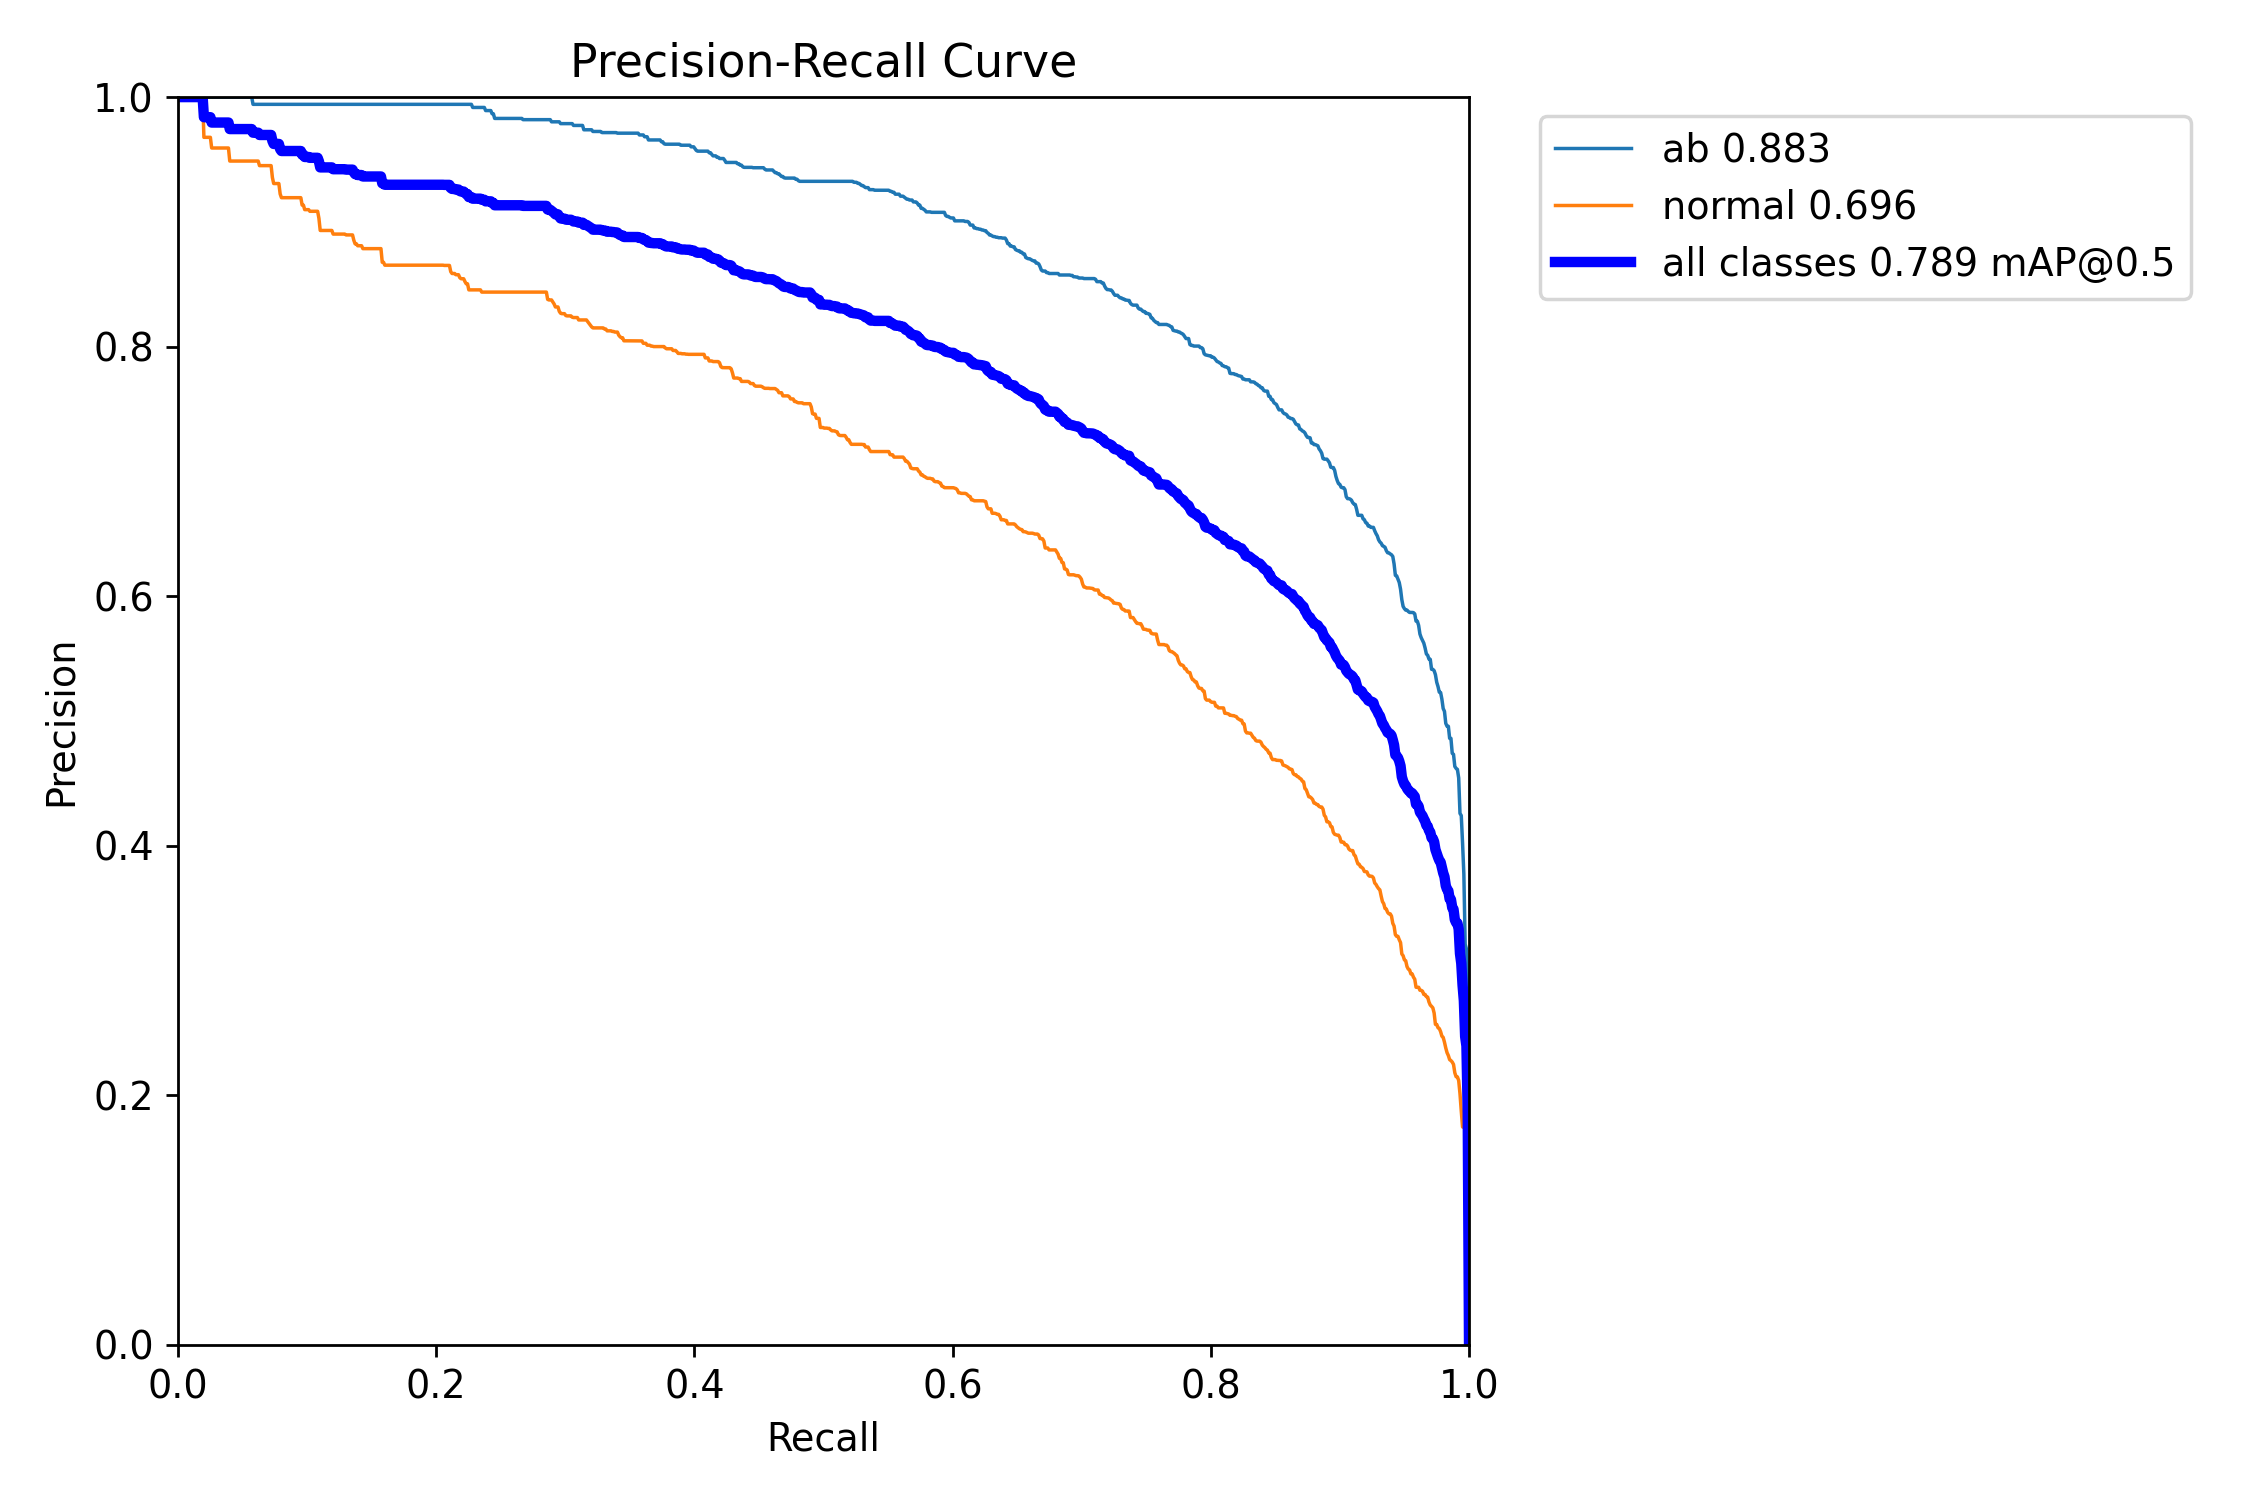 Precision-Recall Curve
1.0
0.8
0.6
0.4
0.2
0.0
Precision
0.0 0.2 0.4 0.6 0.8 1.0
Recall
ab 0.883
normal 0.696
all classes 0.789 mAP@0.5